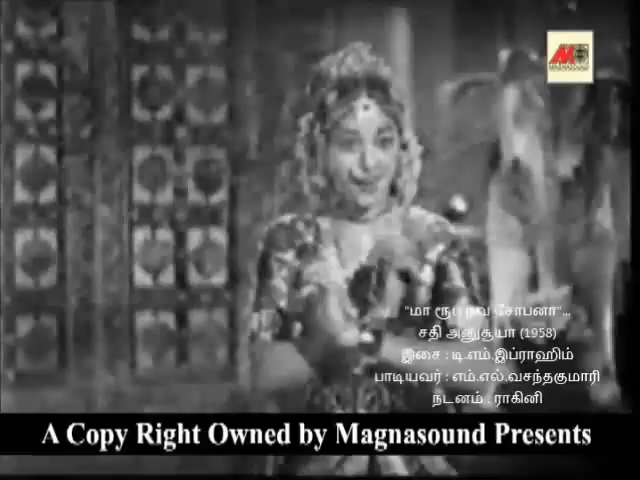 "மா ரூப நவ சோபனா"...
சதி அனுசூயா (1958)
இசை : டி.எம்.இப்ராஹிம்
பாடியவர் : எம்.எல்.வசந்தகுமாரி
நடனம் : ராகினி
A Copy Right Owned by Magnasound Presents